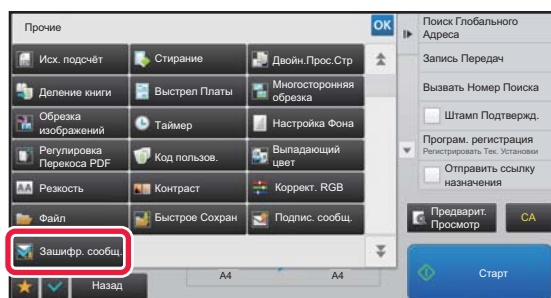 Прочие
OK
Исх. подсчёт
Стирание
Двойн.Прос.Стр
Деление книги
Выстрел Платы
Многосторонняя
обрезка
Обрезка
изображений
Таймер
Настройка Фона
Регулировка
Перекоса PDF
Код пользов.
Выпадающий
цвет
Резкость
Контраст
Коррект. RGB
Файл
Быстрое Сохран
Подпис. сообщ.
Зашифр. сообщ.
Назад
A4
A4
Поиск Глобального
Адреса
Запись Передач
Вызвать Номер Поиска
Штамп Подтвержд.
Програм. регистрация
Регистрировать Тек. Установки
Отправить ссылку
назначения
Предварит.
Просмотр
CA
Старт